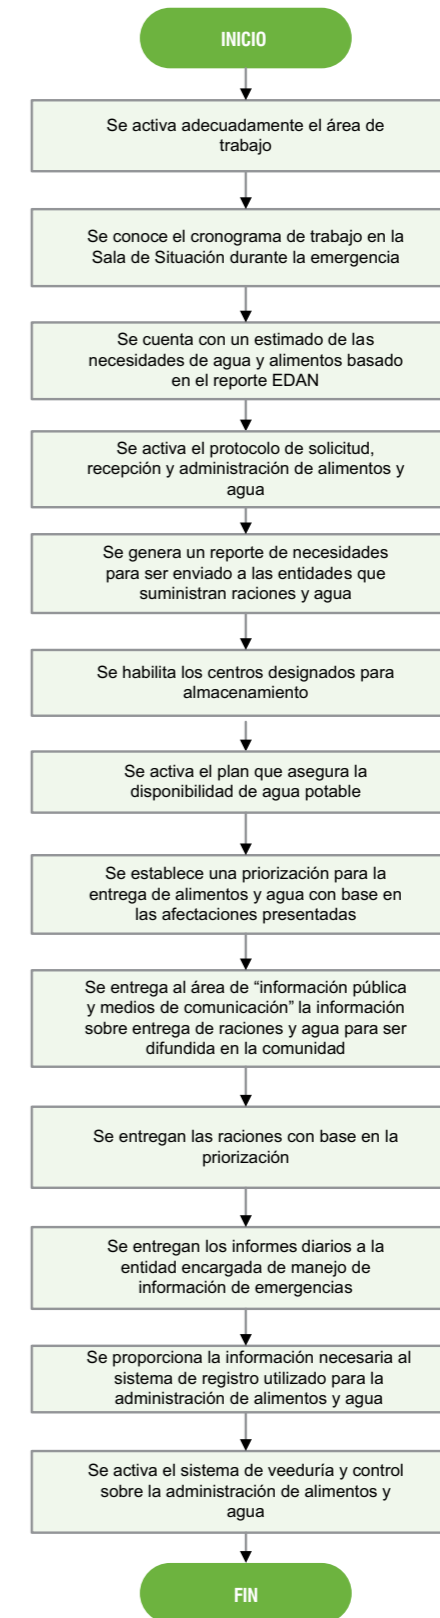 INICIO
Se activa adecuadamente el área de
trabajo
Se conoce el cronograma de trabajo en la
Sala de Situación durante la emergencia
Se cuenta con un estimado de las
necesidades de agua y alimentos basado
en el reporte EDAN
Se activa el protocolo de solicitud,
recepción y administración de alimentos y
agua
Se genera un reporte de necesidades
para ser enviado a las entidades que
suministran raciones y agua
Se habilita los centros designados para
almacenamiento
Se activa el plan que asegura la
disponibilidad de agua potable
Se establece una priorización para la
entrega de alimentos y agua con base en
las afectaciones presentadas
Se entrega al área de “información pública
y medios de comunicación” la información
sobre entrega de raciones y agua para ser
difundida en la comunidad
Se entregan las raciones con base en la
priorización
Se entregan los informes diarios a la
entidad encargada de manejo de
información de emergencias
Se proporciona la información necesaria al
sistema de registro utilizado para la
administración de alimentos y agua
Se activa el sistema de veeduría y control
sobre la administración de alimentos y
agua
FIN